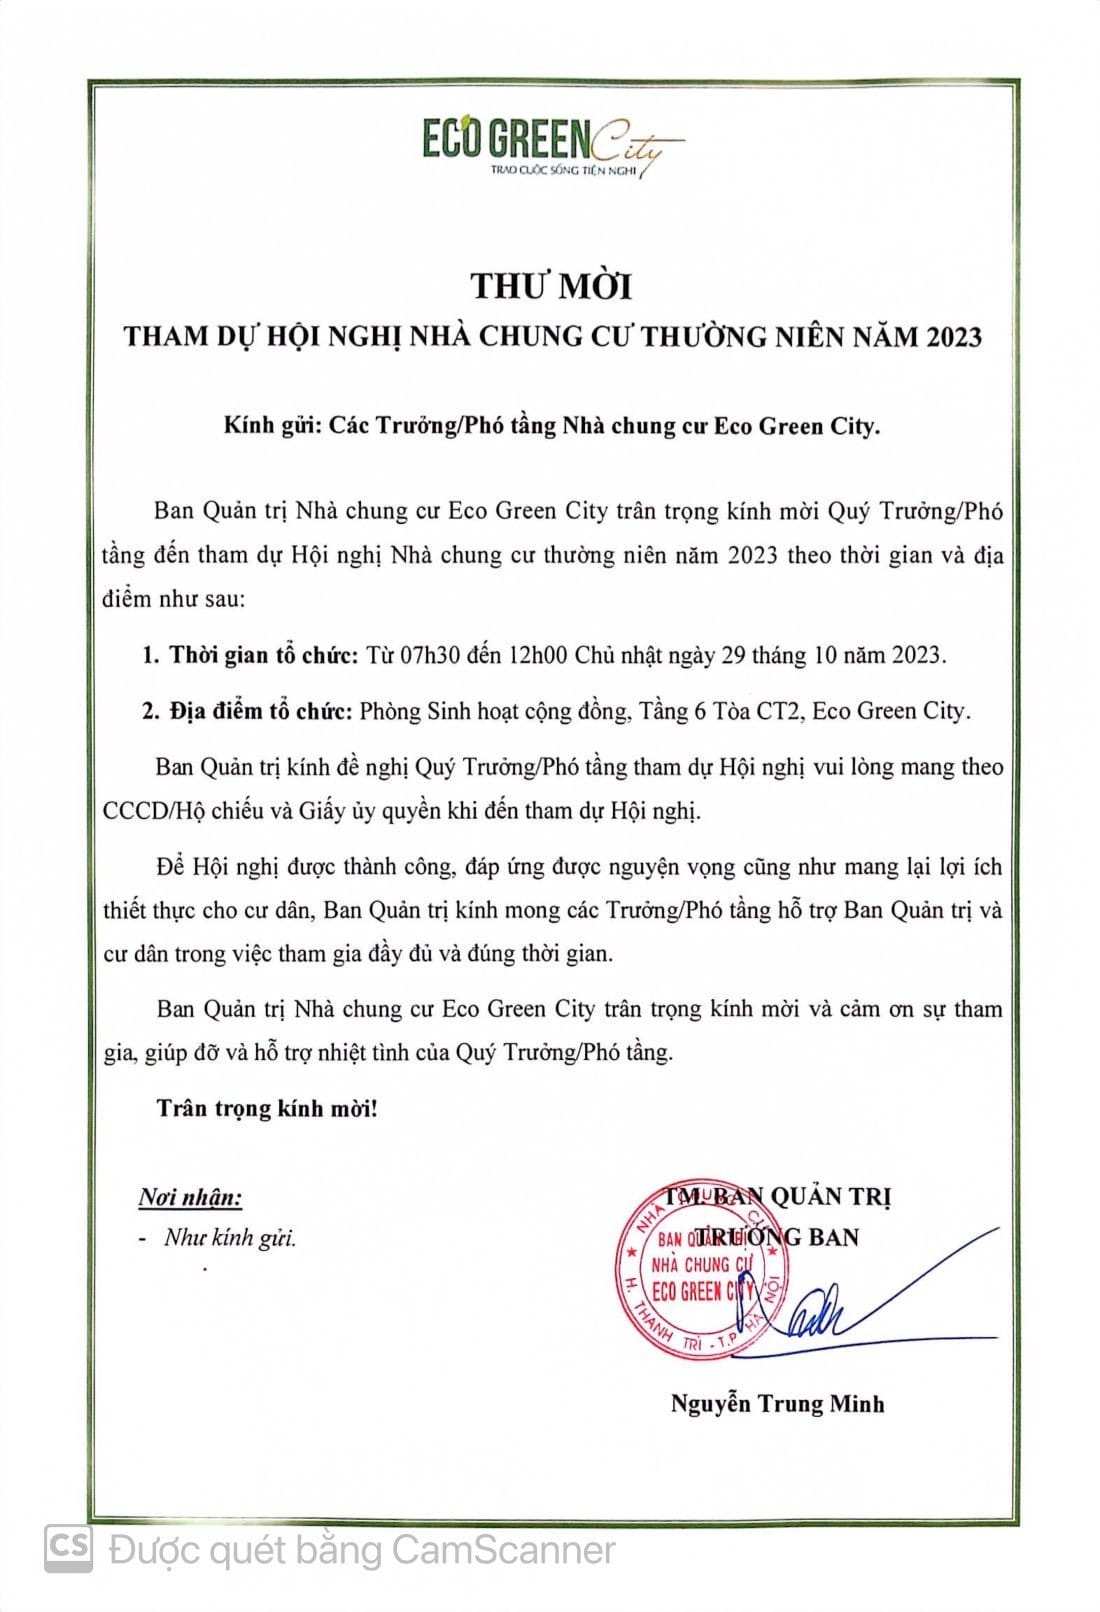 ECO GREEN City
TRAO CUỘC SỐNG TIỆN NGHI
THƯ MỜI
THAM DỰ HỘI NGHỊ NHÀ CHUNG CƯ THƯỜNG NIÊN NĂM 2023
Kính gửi: Các Trưởng/Phó tầng Nhà chung cư Eco Green City.
Ban Quản trị Nhà chung cư Eco Green City trân trọng kính mời Quý Trưởng/Phó
tầng đến tham dự Hội nghị Nhà chung cư thường niên năm 2023 theo thời gian và địa
điểm như sau:
1. Thời gian tổ chức: Từ 07h30 đến 12h00 Chủ nhật ngày 29 tháng 10 năm 2023.
2. Địa điểm tổ chức: Phòng Sinh hoạt cộng đồng, Tầng 6 Tòa CT2, Eco Green City.
Ban Quản trị kính đề nghị Quý Trưởng/Phó tầng tham dự Hội nghị vui lòng mang theo
CCCD/Hộ chiếu và Giấy ủy quyền khi đến tham dự Hội nghị.
Để Hội nghị được thành công, đáp ứng được nguyện vọng cũng như mang lại lợi ích
thiết thực cho cư dân, Ban Quản trị kính mong các Trưởng/Phó tầng hỗ trợ Ban Quản trị và
cư dân trong việc tham gia đầy đủ và đúng thời gian.
Ban Quản trị Nhà chung cư Eco Green City trân trọng kính mời và cảm ơn sự tham
gia, giúp đỡ và hỗ trợ nhiệt tình của Quý Trưởng/Phó tầng.
Trân trọng kính mời!
Nơi nhận:
- Như kính gửi.
TM. BAN QUẢN TRỊ
TRƯỞNG BAN
NHÀ CHUNG CƯ
BAN QUẢN TRỊ
NHÀ CHUNG CƯ
ECO GREEN CITY
H. THANH TRÌ - T.P HÀ NỘI
Nguyễn Trung Minh
CS Được quét bằng CamScanner